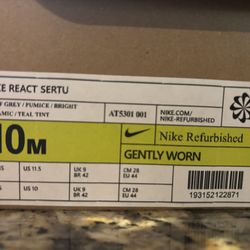 REACT SERTU
GREY / PUMICE / BRIGHT
TEAL TINT
AT5301 001
NIKE.COM/
NIKE-REFURBISHED
10M
Nike Refurbished
GENTLY WORN
US 11.5
UK 9
BR 42
CM 28
EU 44
US 10
UK 9
BR 42
CM 28
EU 44
193152122871